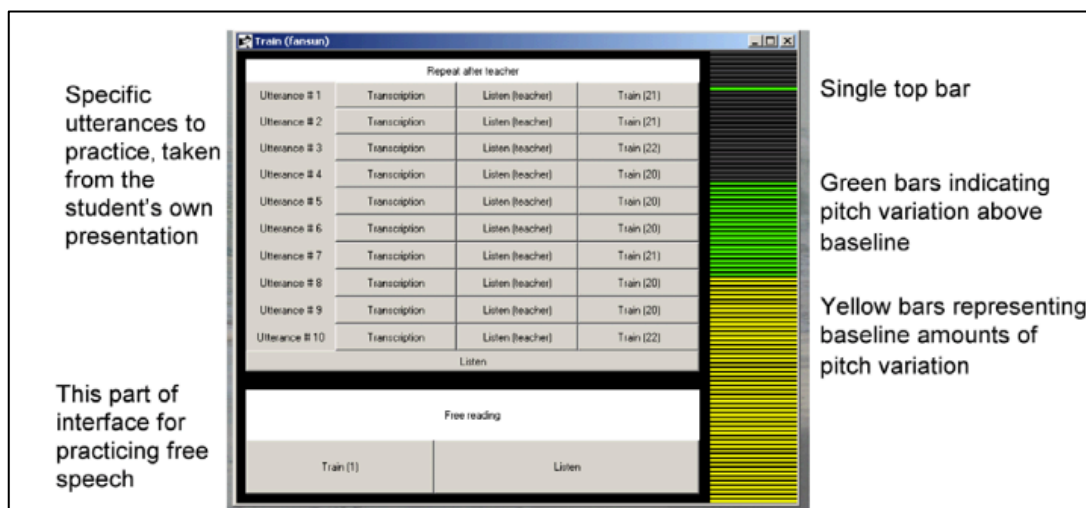 Train (fansun)
Repeat after teacher
Utterance # 1 Transcription Listen (teacher) Train (21)
Utterance # 2 Transcription Listen (teacher) Train (21)
Utterance # 3 Transcription Listen (teacher) Train (22)
Utterance # 4 Transcription Listen (teacher) Train (20)
Utterance # 5 Transcription Listen (teacher) Train (20)
Utterance # 6 Transcription Listen (teacher) Train (20)
Utterance # 7 Transcription Listen (teacher) Train (21)
Utterance # 8 Transcription Listen (teacher) Train (20)
Utterance # 9 Transcription Listen (teacher) Train (20)
Utterance # 10 Transcription Listen (teacher) Train (22)
Listen
Free reading
Train (1) Listen
Specific
utterances to
practice, taken
from the
student's own
presentation
This part of
interface for
practicing free
speech
Single top bar
Green bars indicating
pitch variation above
baseline
Yellow bars representing
baseline amounts of
pitch variation